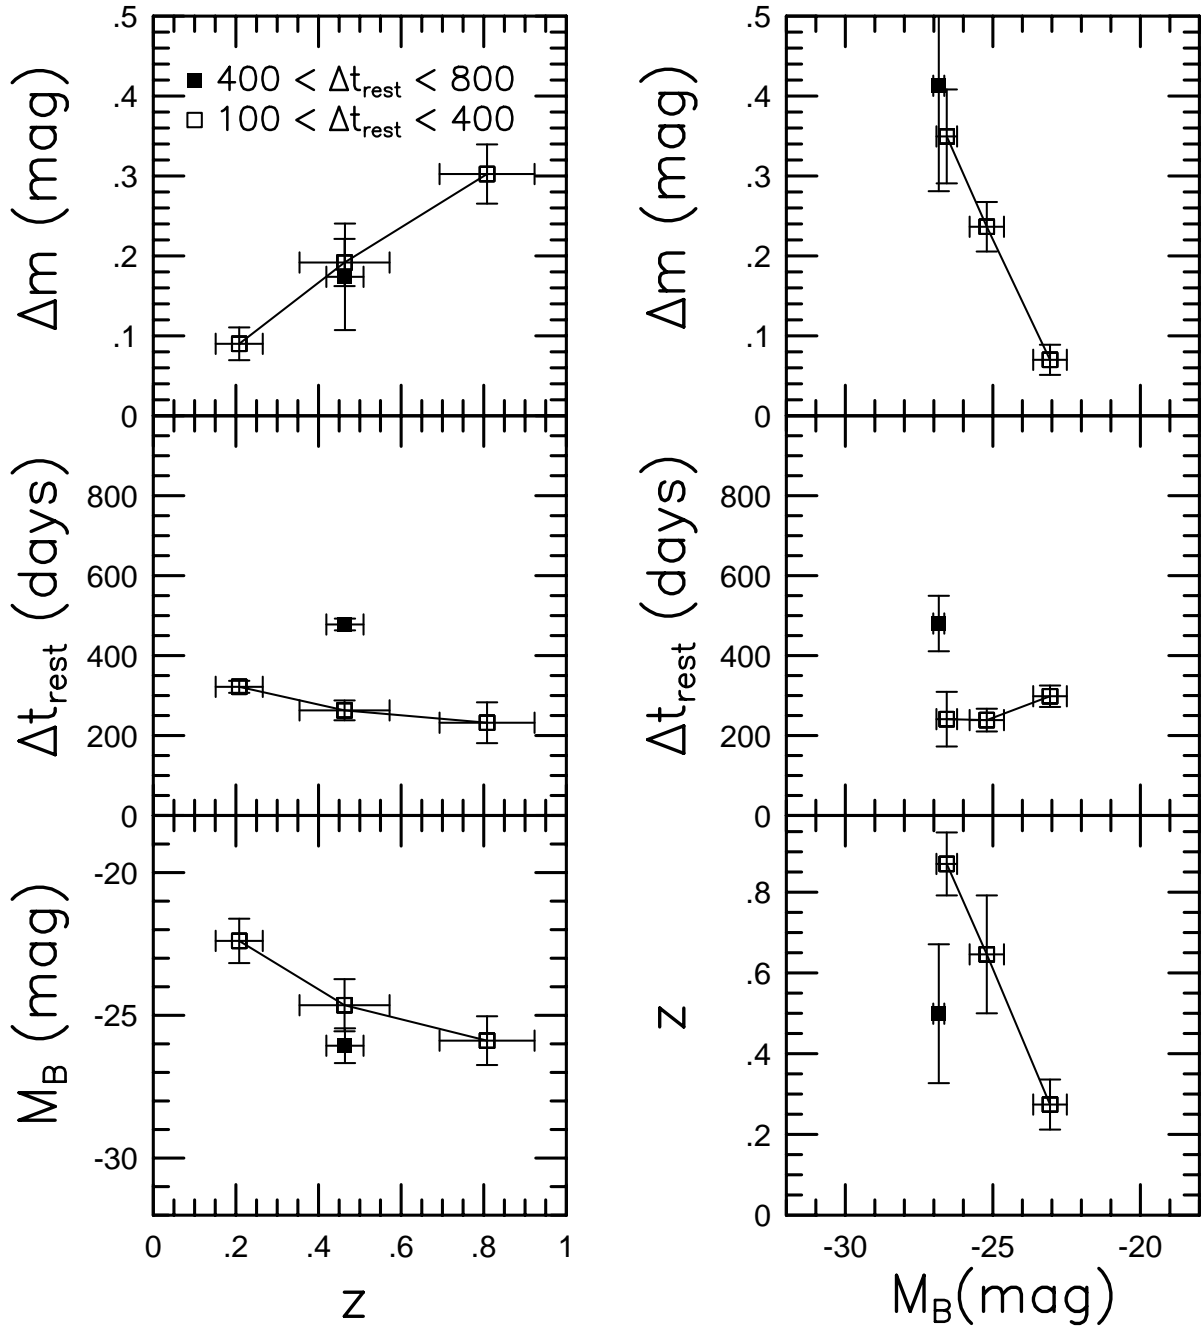 .5
.4
.3
.2
.1
0
Δm (mag)
■ 400 < Δt_rest < 800
□ 100 < Δt_rest < 400
800
600
400
200
0
Δt_rest (days)
-20
-25
-30
M_B (mag)
0 .2 .4 .6 .8 1
z
.5
.4
.3
.2
.1
0
Δm (mag)
800
600
400
200
0
Δt_rest (days)
.8
.6
.4
.2
0
z
-30 -25 -20
M_B(mag)